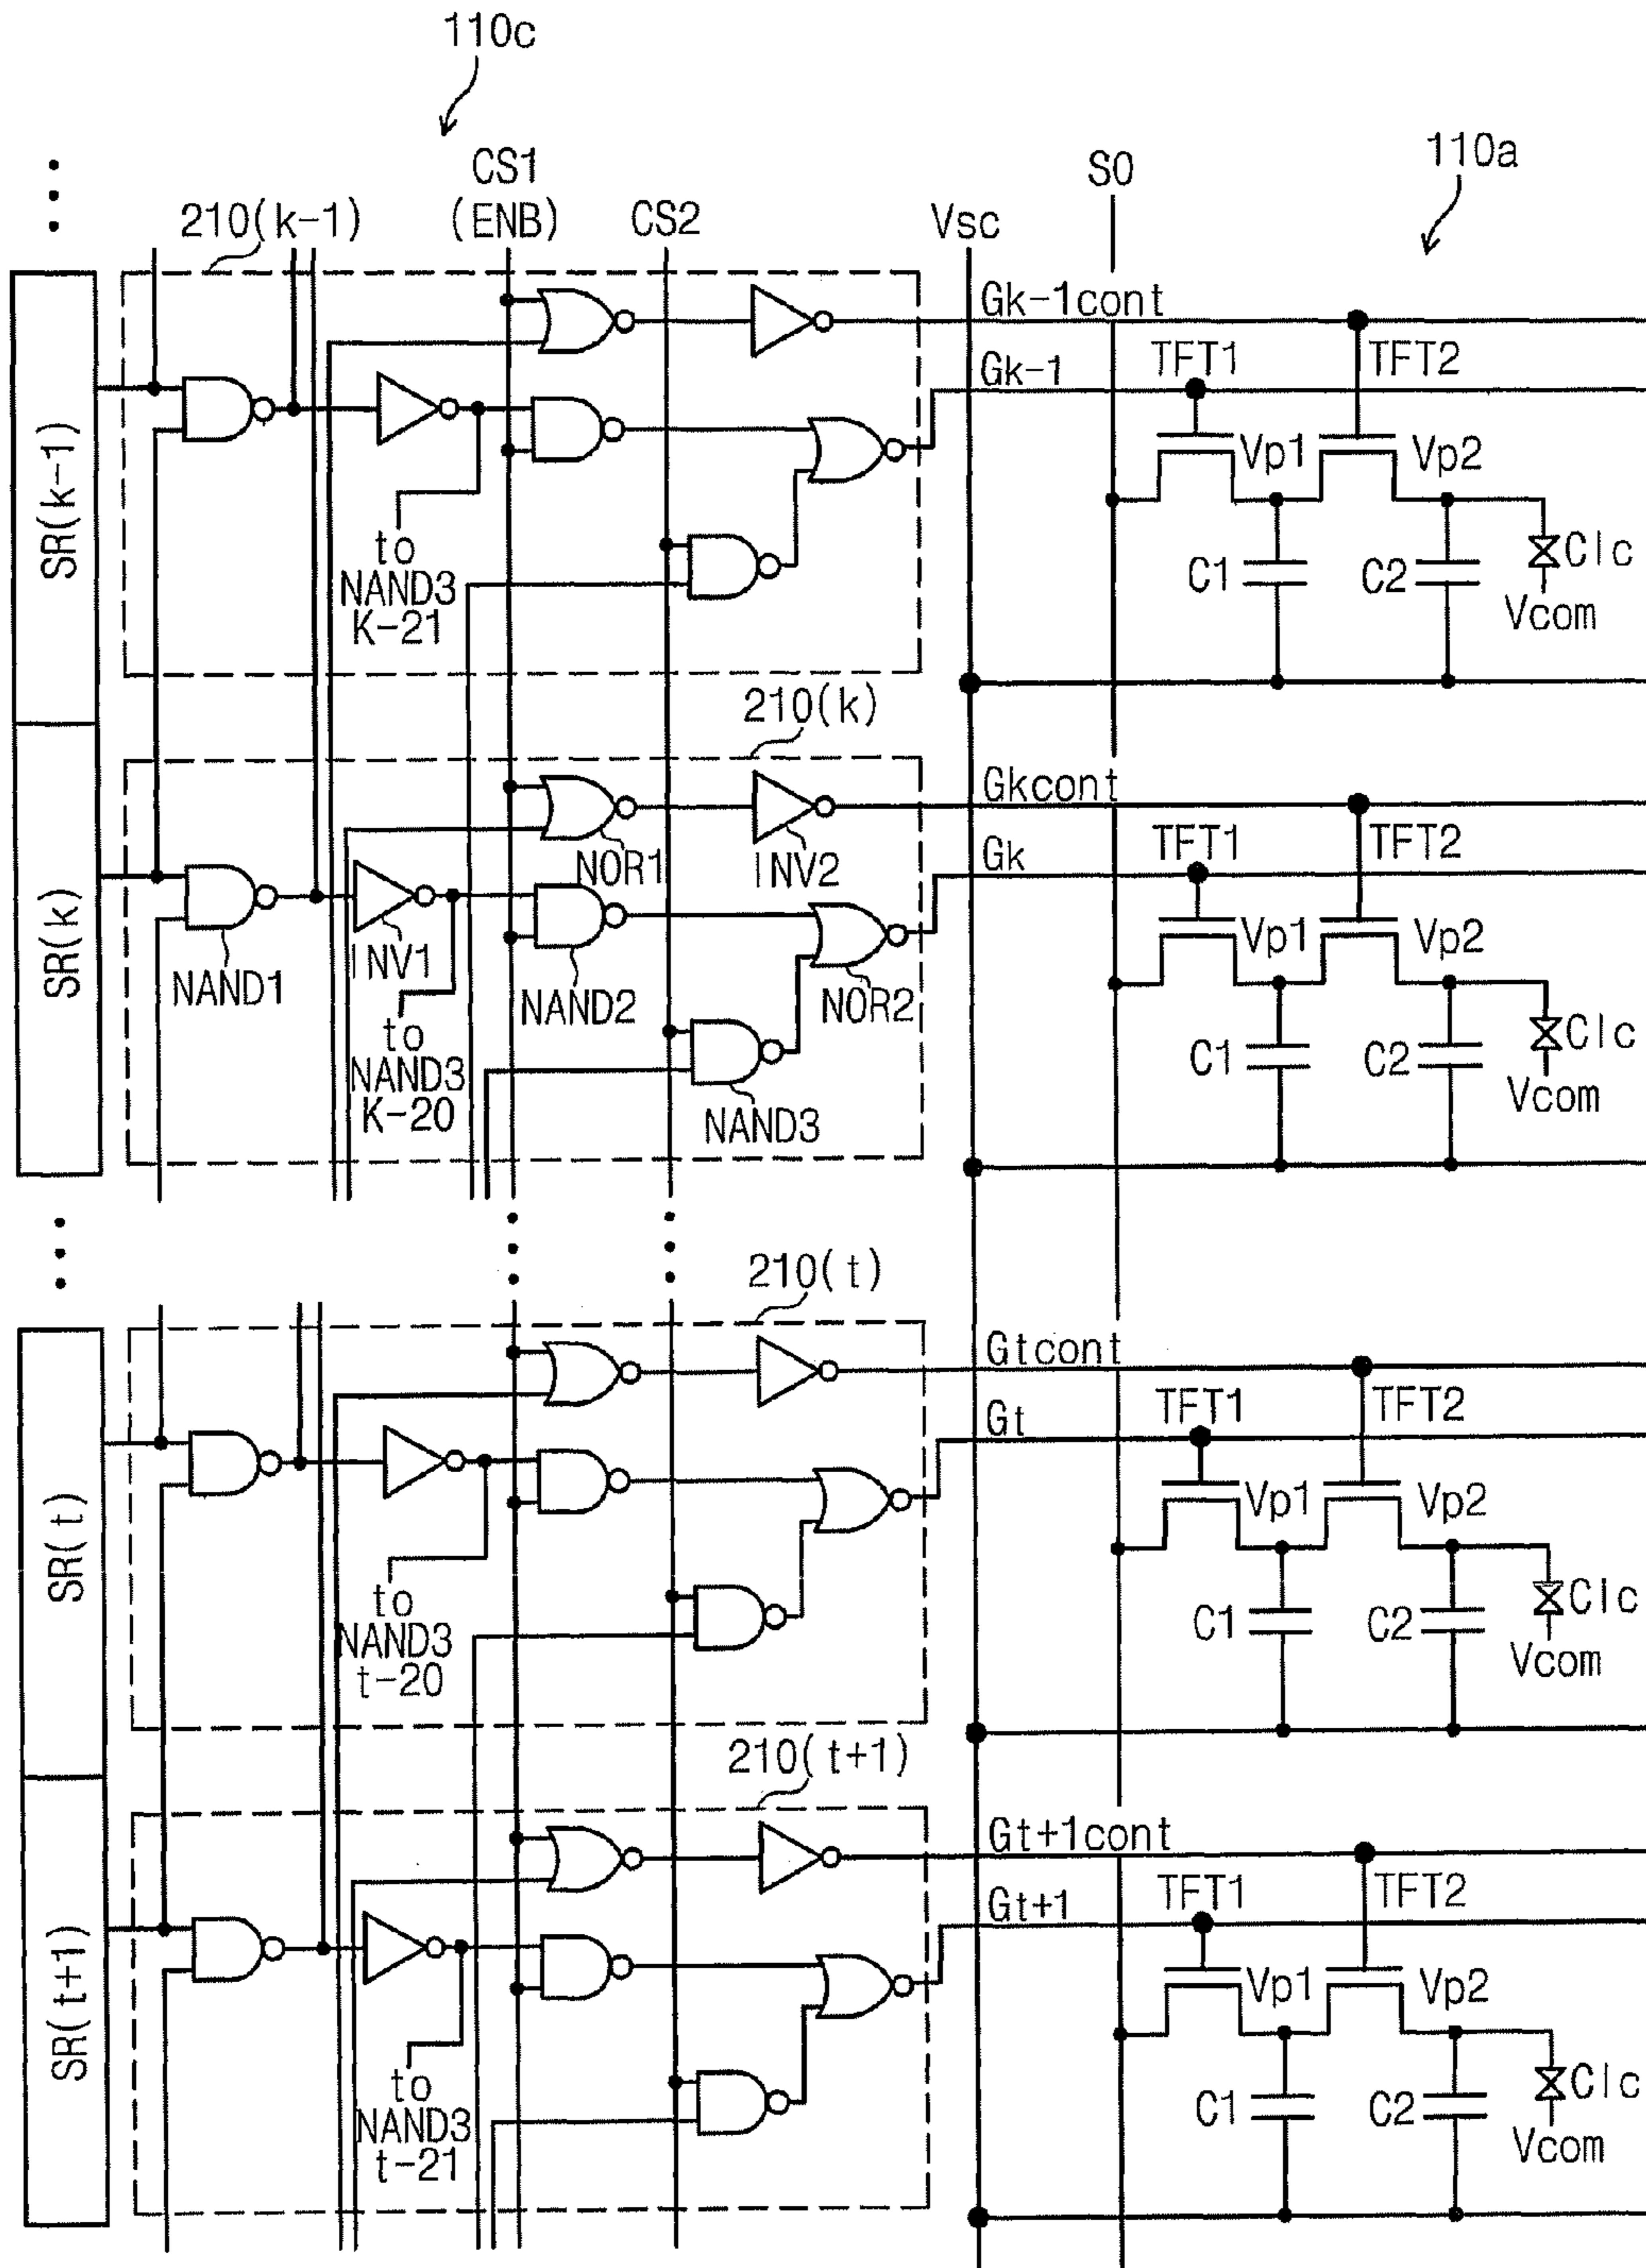 110c
CS1
(ENB)
CS2
Vsc
S0
110a
210(k-1)
SR(k-1)
Gk-1cont
Gk-1
TFT1
TFT2
Vp1
Vp2
C1
C2
Clc
Vcom
to
NAND3
K-21
210(k)
SR(k)
Gkcont
Gk
TFT1
TFT2
Vp1
Vp2
C1
C2
Clc
Vcom
NOR1
INV2
NAND1
INV1
NAND2
NOR2
NAND3
to
NAND3
K-20
210(t)
SR(t)
Gtcont
Gt
TFT1
TFT2
Vp1
Vp2
C1
C2
Clc
Vcom
to
NAND3
t-20
210(t+1)
SR(t+1)
Gt+1cont
Gt+1
TFT1
TFT2
Vp1
Vp2
C1
C2
Clc
Vcom
to
NAND3
t-21